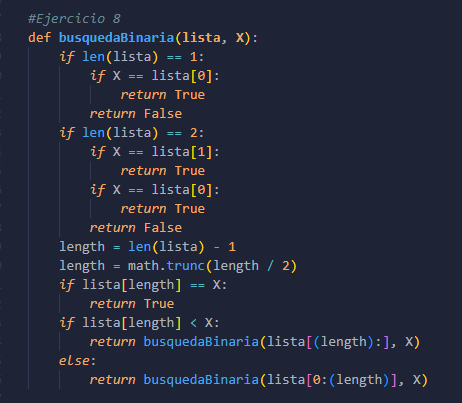 #Ejercicio 8
def busquedaBinaria(lista, X):
    if len(lista) == 1:
        if X == lista[0]:
            return True
        return False
    if len(lista) == 2:
        if X == lista[1]:
            return True
        if X == lista[0]:
            return True
        return False
    length = len(lista) - 1
    length = math.trunc(length / 2)
    if lista[length] == X:
        return True
    if lista[length] < X:
        return busquedaBinaria(lista[(length):], X)
    else:
        return busquedaBinaria(lista[0:(length)], X)